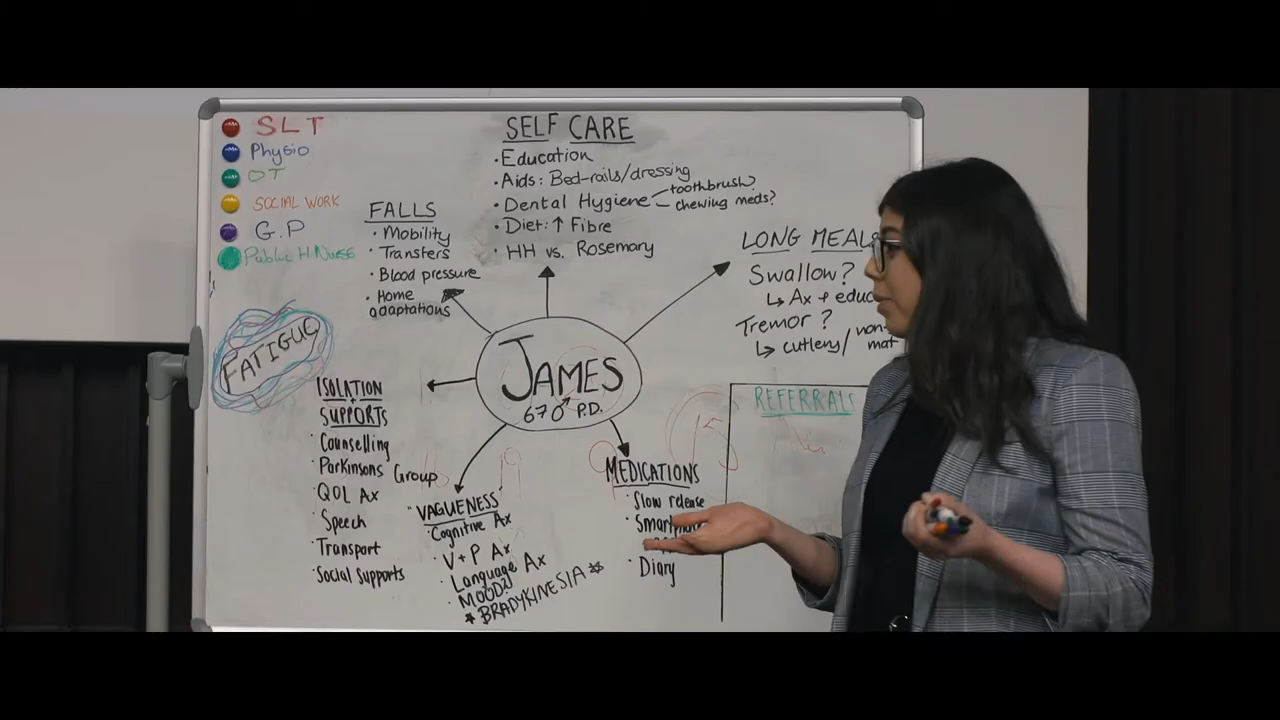 SLT
Physio
OT
SOCIAL WORK
G.P
Public H.Nurse
SELF CARE
·Education
·Aids: Bed-rails/dressing
·Dental Hygiene
toothbrush?
chewing meds?
·Diet: ↑ Fibre
·HH vs. Rosemary
FALLS
·Mobility
·Transfers
·Blood pressure
·Home
adaptations
LONG MEALS
Swallow?
↳ Ax + educ
Tremor?
↳ cutlery/ non-
mat
FATIGUE
JAMES
67♂ P.D.
ISOLATION
+
SUPPORTS
·Counselling
·Parkinsons Group
·QOL Ax
·Speech
·Transport
·Social Supports
"VAGUENESS"
·Cognitive Ax
·V+P Ax
·Language Ax
·MOOD?
*BRADYKINESIA*
MEDICATIONS
·Slow release
·Diary
REFERRALS